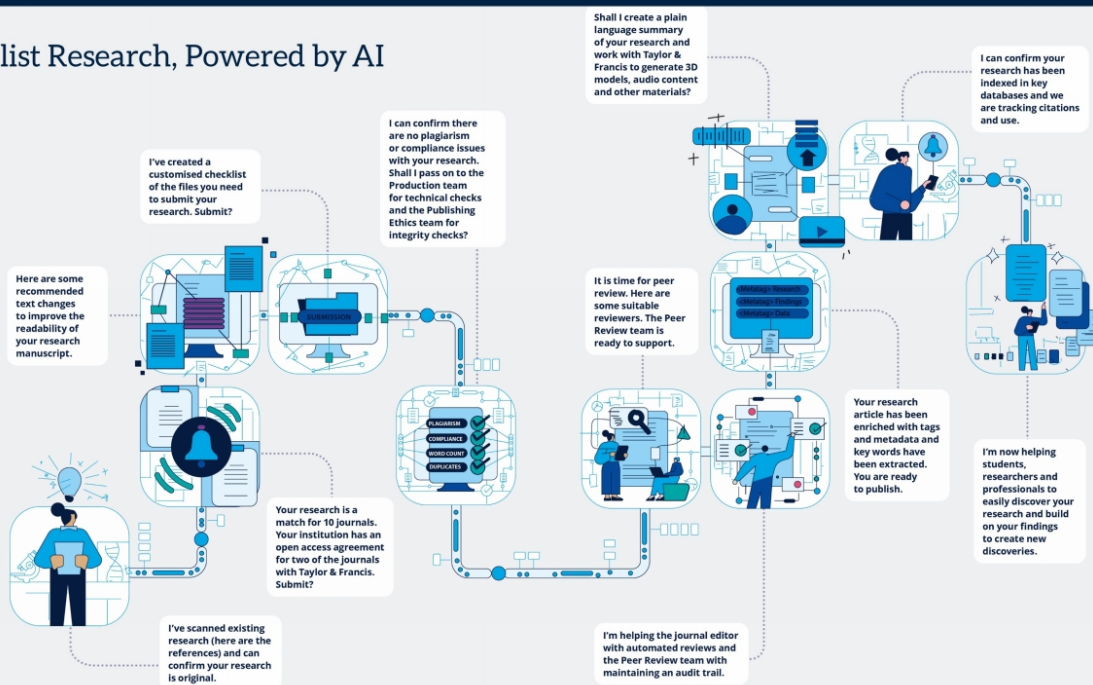 list Research, Powered by AI
I've scanned existing
research (here are the
references) and can
confirm your research
is original.
Your research is a
match for 10 journals.
Your institution has an
open access agreement
for two of the journals
with Taylor & Francis.
Submit?
Here are some
recommended
text changes
to improve the
readability of
your research
manuscript.
I've created a
customised checklist
of the files you need
to submit your
research. Submit?
SUBMISSION
I can confirm there
are no plagiarism
or compliance issues
with your research.
Shall I pass on to the
Production team
for technical checks
and the Publishing
Ethics team for
integrity checks?
PLAGIARISM
COMPLIANCE
WORD COUNT
DUPLICATES
It is time for peer
review. Here are
some suitable
reviewers. The Peer
Review team is
ready to support.
I'm helping the journal editor
with automated reviews and
the Peer Review team with
maintaining an audit trail.
<Metatag> Research
<Metatag> Findings
<Metatag> Data
Your research
article has been
enriched with tags
and metadata and
key words have
been extracted.
You are ready
to publish.
Shall I create a plain
language summary
of your research and
work with Taylor &
Francis to generate 3D
models, audio content
and other materials?
I can confirm your
research has been
indexed in key
databases and we
are tracking citations
and use.
I'm now helping
students,
researchers and
professionals to
easily discover your
research and build
on your findings
to create new
discoveries.